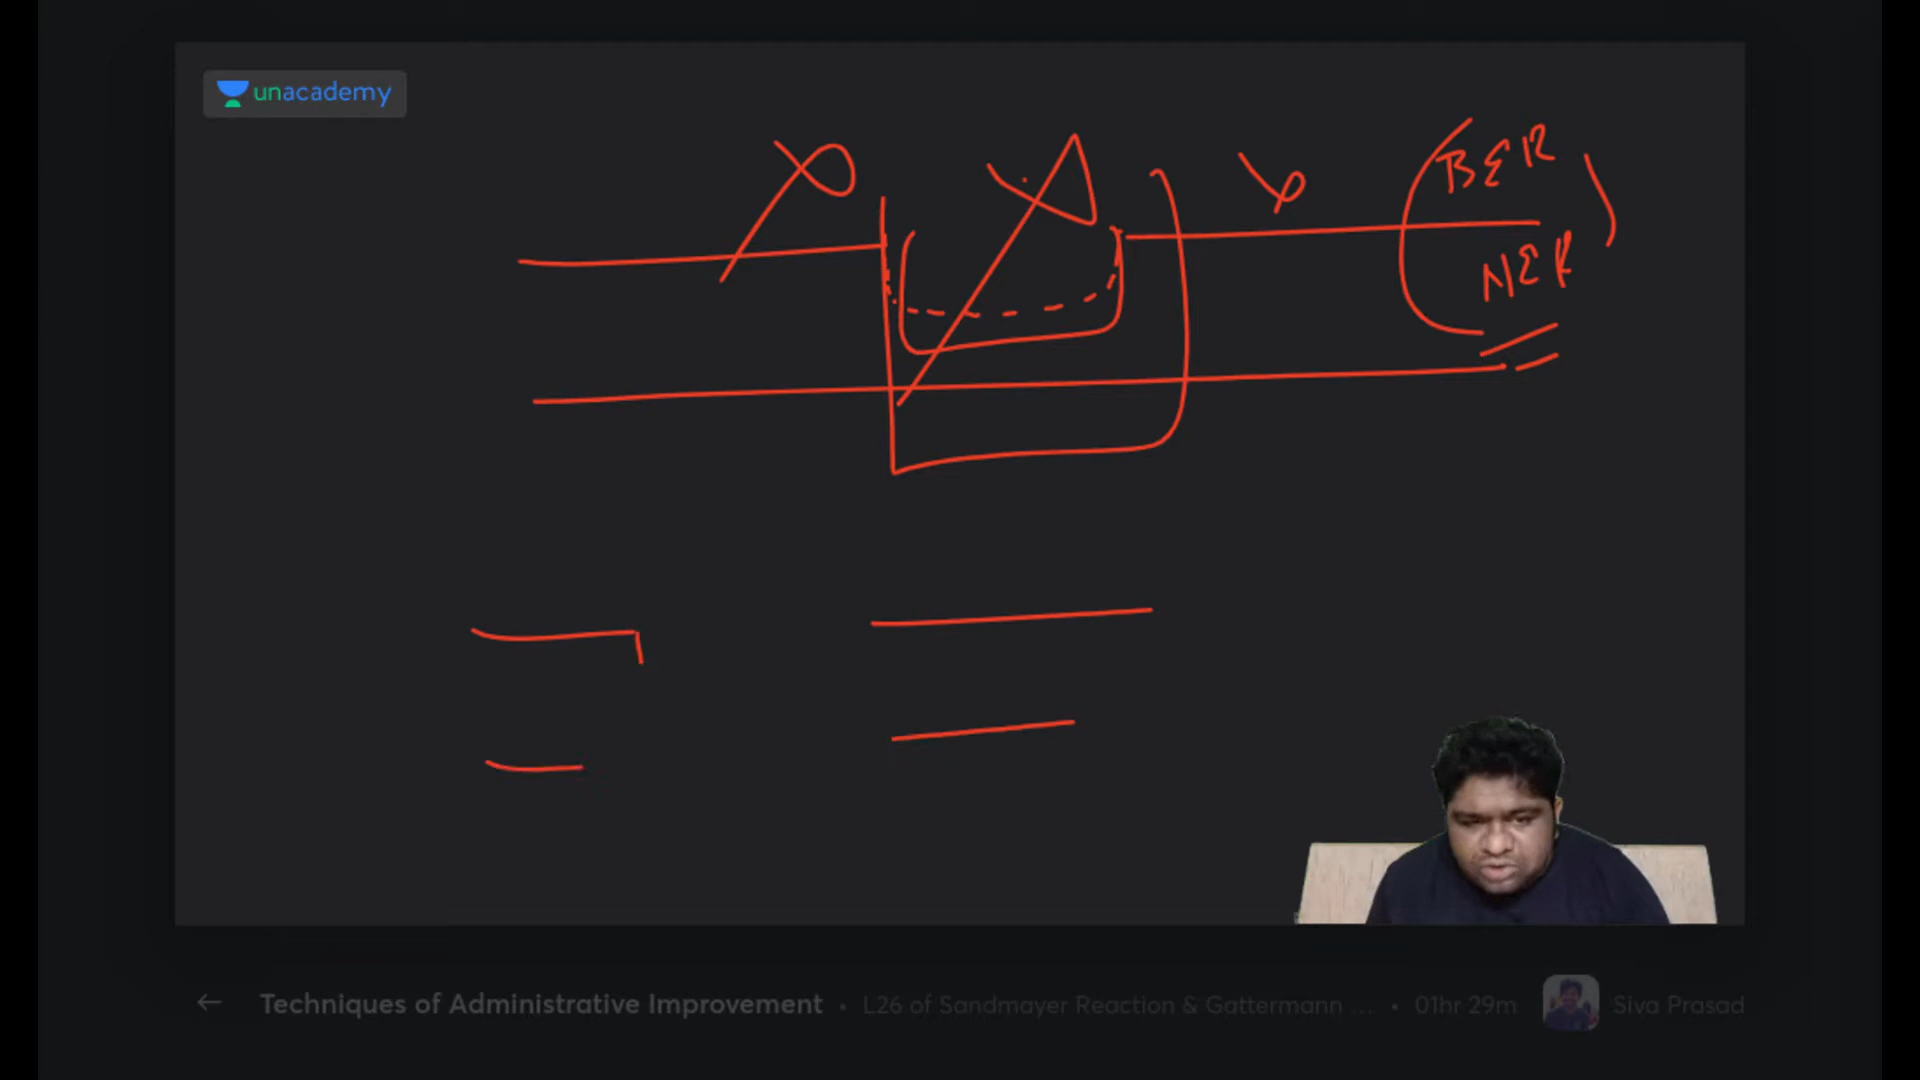 unacademy
BER
NER
Techniques of Administrative Improvement • L26 of Sandmayer Reaction & Gattermann ... • 01hr 29m Siva Prasad